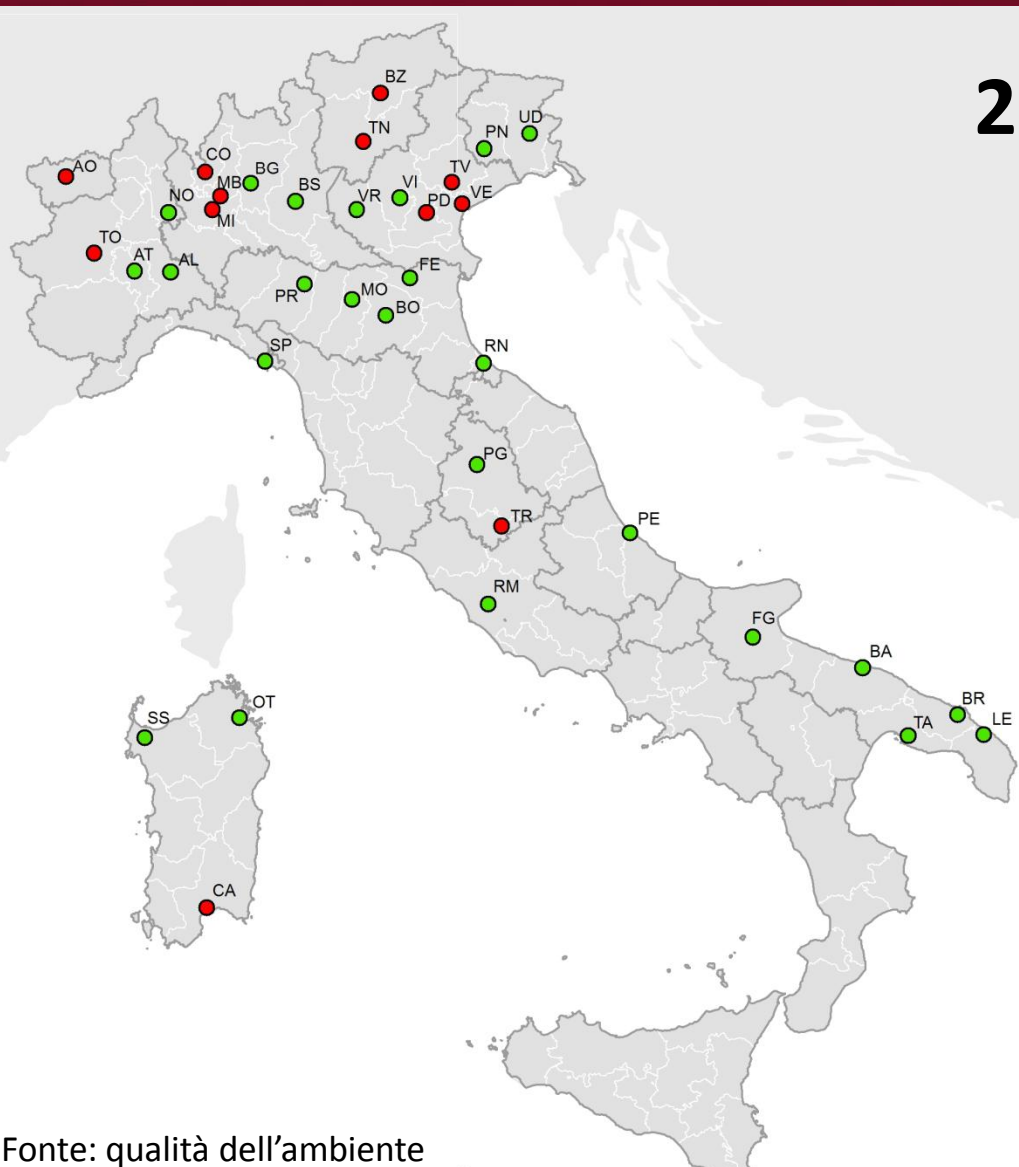 2
BZ
UD
TN
PN
CO
BG
TV
AO
MB
BS
VI
VE
NO
VR
PD
MI
TO
AT
AL
FE
PR
MO
BO
SP
RN
PG
TR
PE
RM
FG
BA
OT
BR
SS
TA
LE
CA
Fonte: qualità dell’ambiente